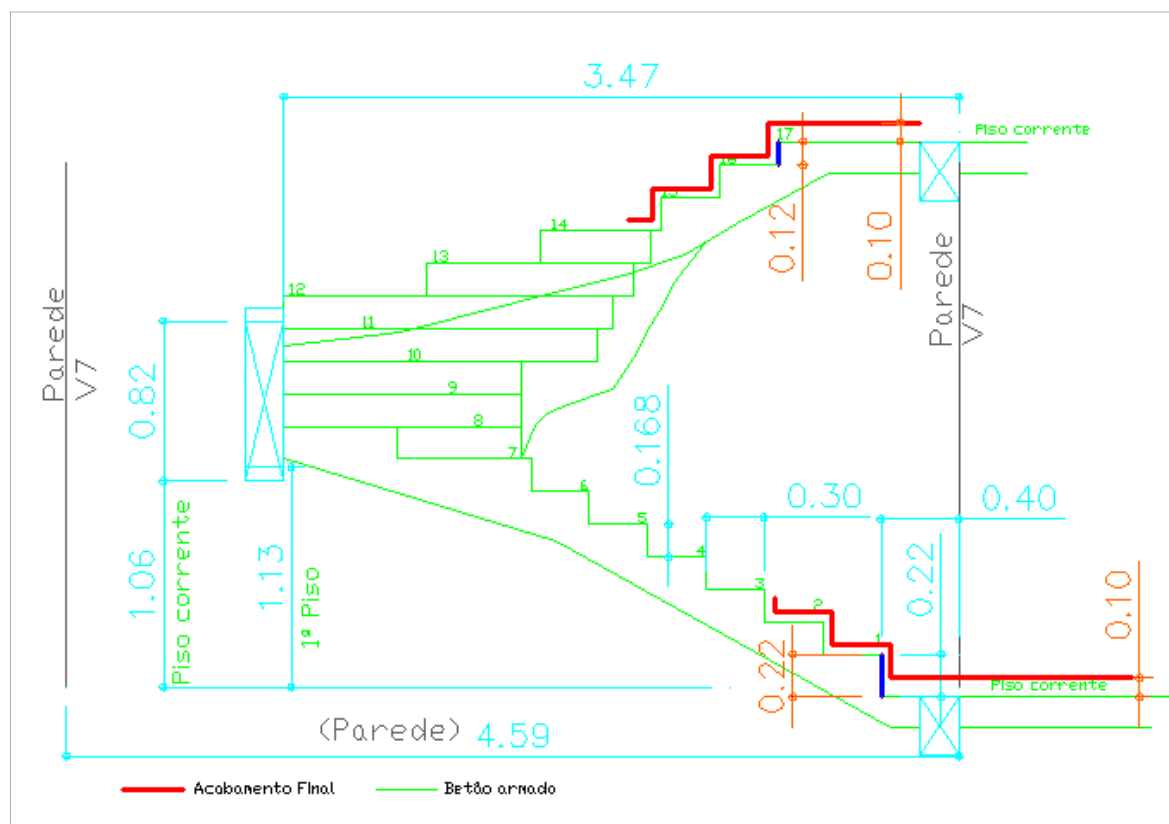 3.47
17
Piso corrente
16
15
14
0.12
0.10
13
12
Parede
V7
Parede
V7
11
10
0.82
9
8
0.168
7
6
0.30
0.40
5
4
1.06
Piso corrente
1.13
1º Piso
3
2
1
0.22
0.22
0.10
Piso corrente
(Parede)
4.59
Acabamento Final
Betão armado